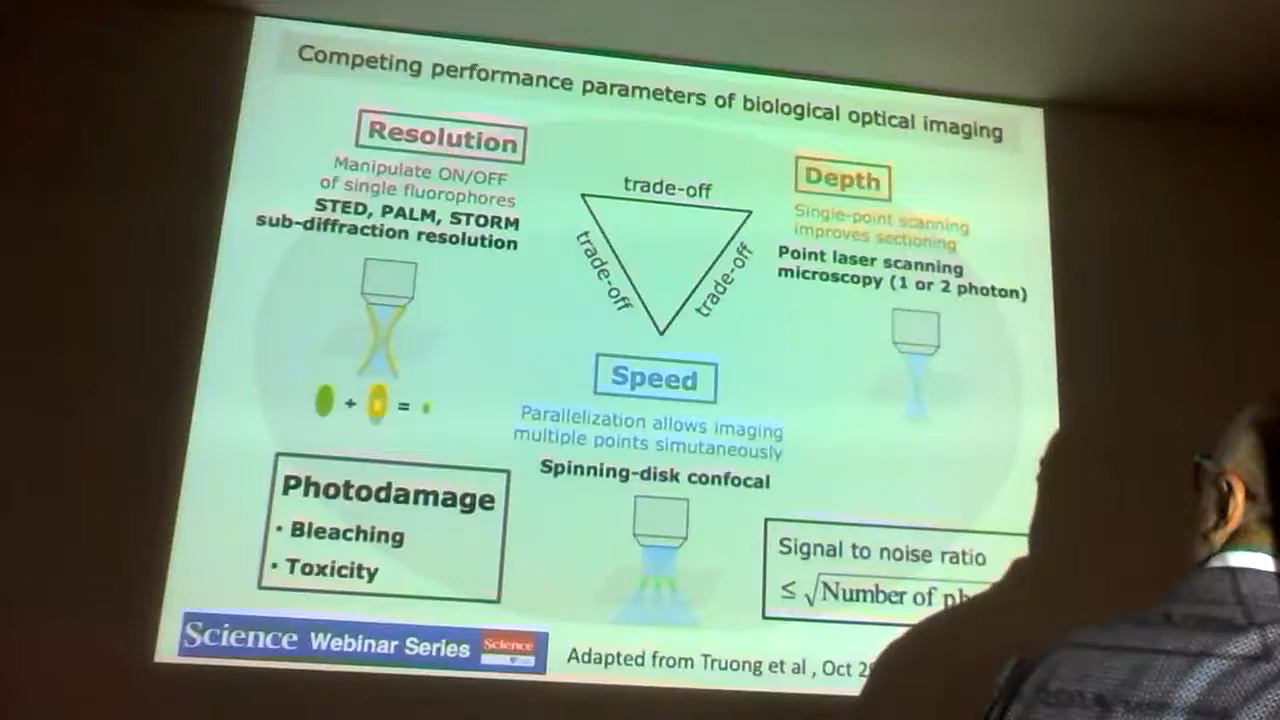 Competing performance parameters of biological optical imaging
Resolution
Manipulate ON/OFF
of single fluorophores
STED, PALM, STORM
sub-diffraction resolution
+ =
trade-off
trade-off
trade-off
Depth
Single-point scanning
improves sectioning
Point laser scanning
microscopy (1 or 2 photon)
Speed
Parallelization allows imaging
multiple points simutaneously
Spinning-disk confocal
Photodamage
• Bleaching
• Toxicity
Signal to noise ratio
≤ √Number of
Science Webinar Series Science
Adapted from Truong et al , Oct